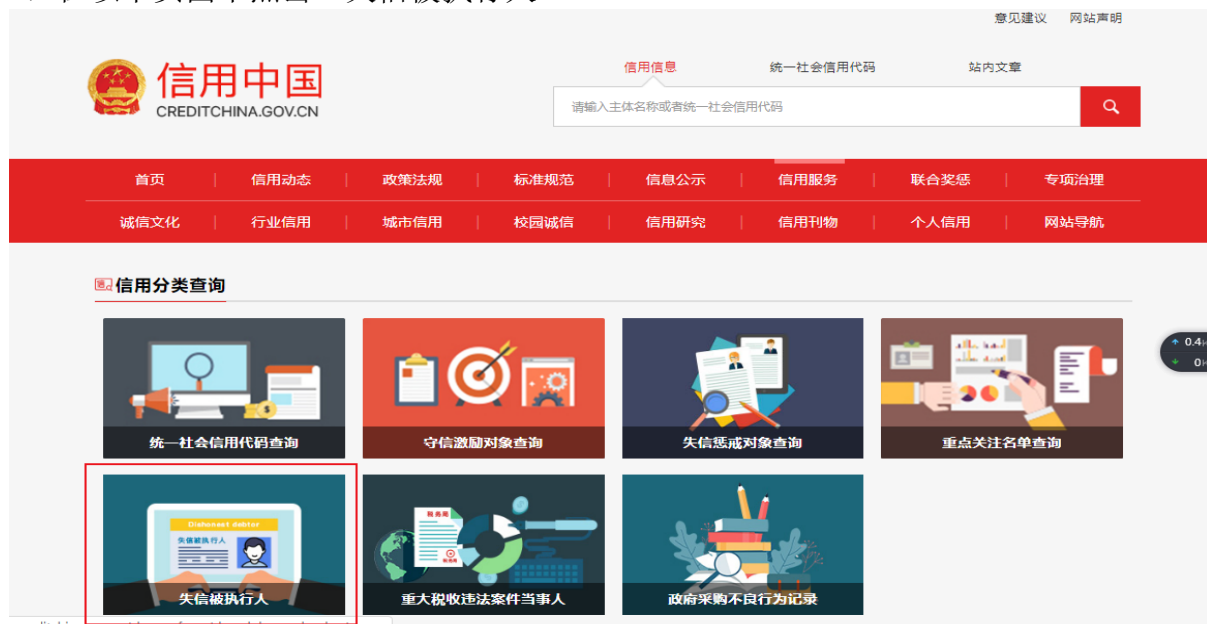 意见建议 网站声明
信用中国
CREDITCHINA.GOV.CN
信用信息 统一社会信用代码 站内文章
请输入主体名称或者统一社会信用代码
首页 信用动态 政策法规 标准规范 信息公示 信用服务 联合奖惩 专项治理
诚信文化 行业信用 城市信用 校园诚信 信用研究 信用刊物 个人信用 网站导航
信用分类查询
统一社会信用代码查询 守信激励对象查询 失信惩戒对象查询 重点关注名单查询
0.4
0
Dishonest debtor
失信被执行人
税务局
失信被执行人 重大税收违法案件当事人 政府采购不良行为记录